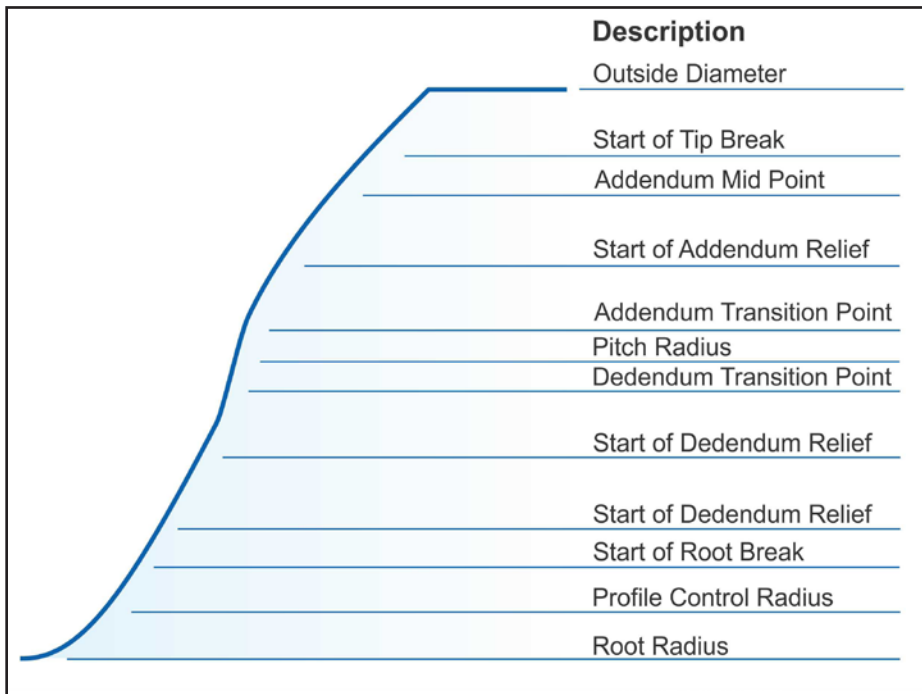 Description
Outside Diameter
Start of Tip Break
Addendum Mid Point
Start of Addendum Relief
Addendum Transition Point
Pitch Radius
Dedendum Transition Point
Start of Dedendum Relief
Start of Dedendum Relief
Start of Root Break
Profile Control Radius
Root Radius